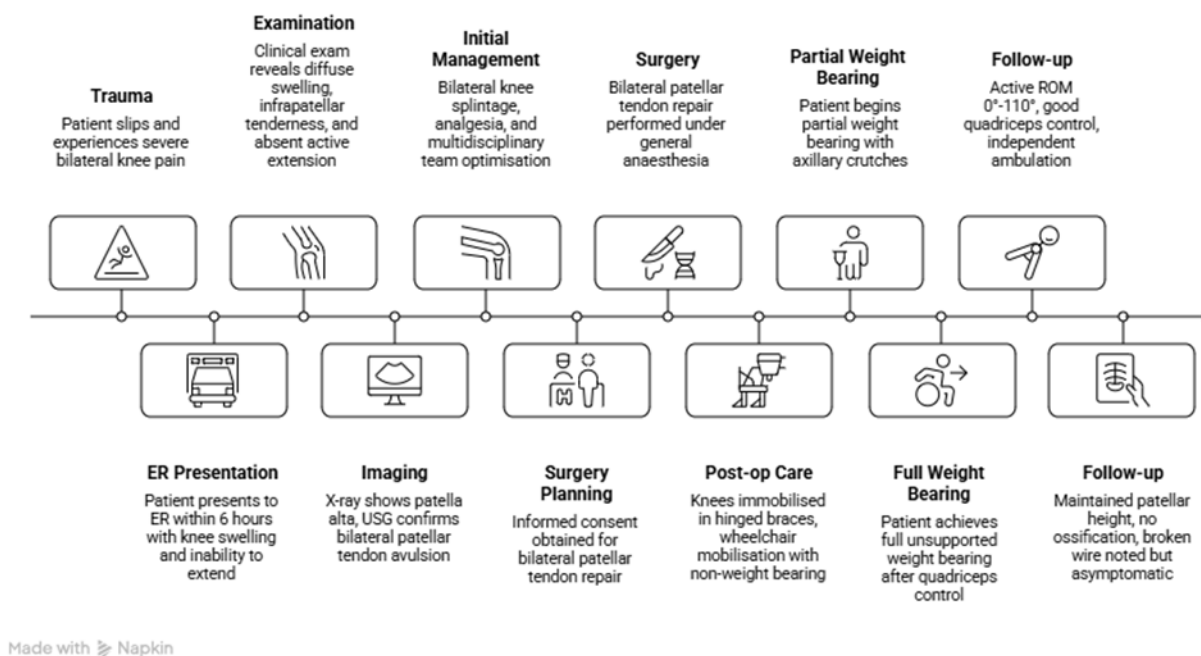 Trauma
Patient slips and
experiences severe
bilateral knee pain
Examination
Clinical exam
reveals diffuse
swelling,
infrapatellar
tenderness, and
absent active
extension
Initial
Management
Bilateral knee
splintage,
analgesia, and
multidisciplinary
team optimisation
Surgery
Bilateral patellar
tendon repair
performed under
general
anaesthesia
Partial Weight
Bearing
Patient begins
partial weight
bearing with
axillary crutches
Follow-up
Active ROM
0°-110°, good
quadriceps control,
independent
ambulation
ER Presentation
Patient presents to
ER within 6 hours
with knee swelling
and inability to
extend
Imaging
X-ray shows patella
alta, USG confirms
bilateral patellar
tendon avulsion
Surgery
Planning
Informed consent
obtained for
bilateral patellar
tendon repair
Post-op Care
Knees immobilised
in hinged braces,
wheelchair
mobilisation with
non-weight bearing
Full Weight
Bearing
Patient achieves
full unsupported
weight bearing
after quadriceps
control
Follow-up
Maintained patellar
height, no
ossification, broken
wire noted but
asymptomatic
Made with Napkin